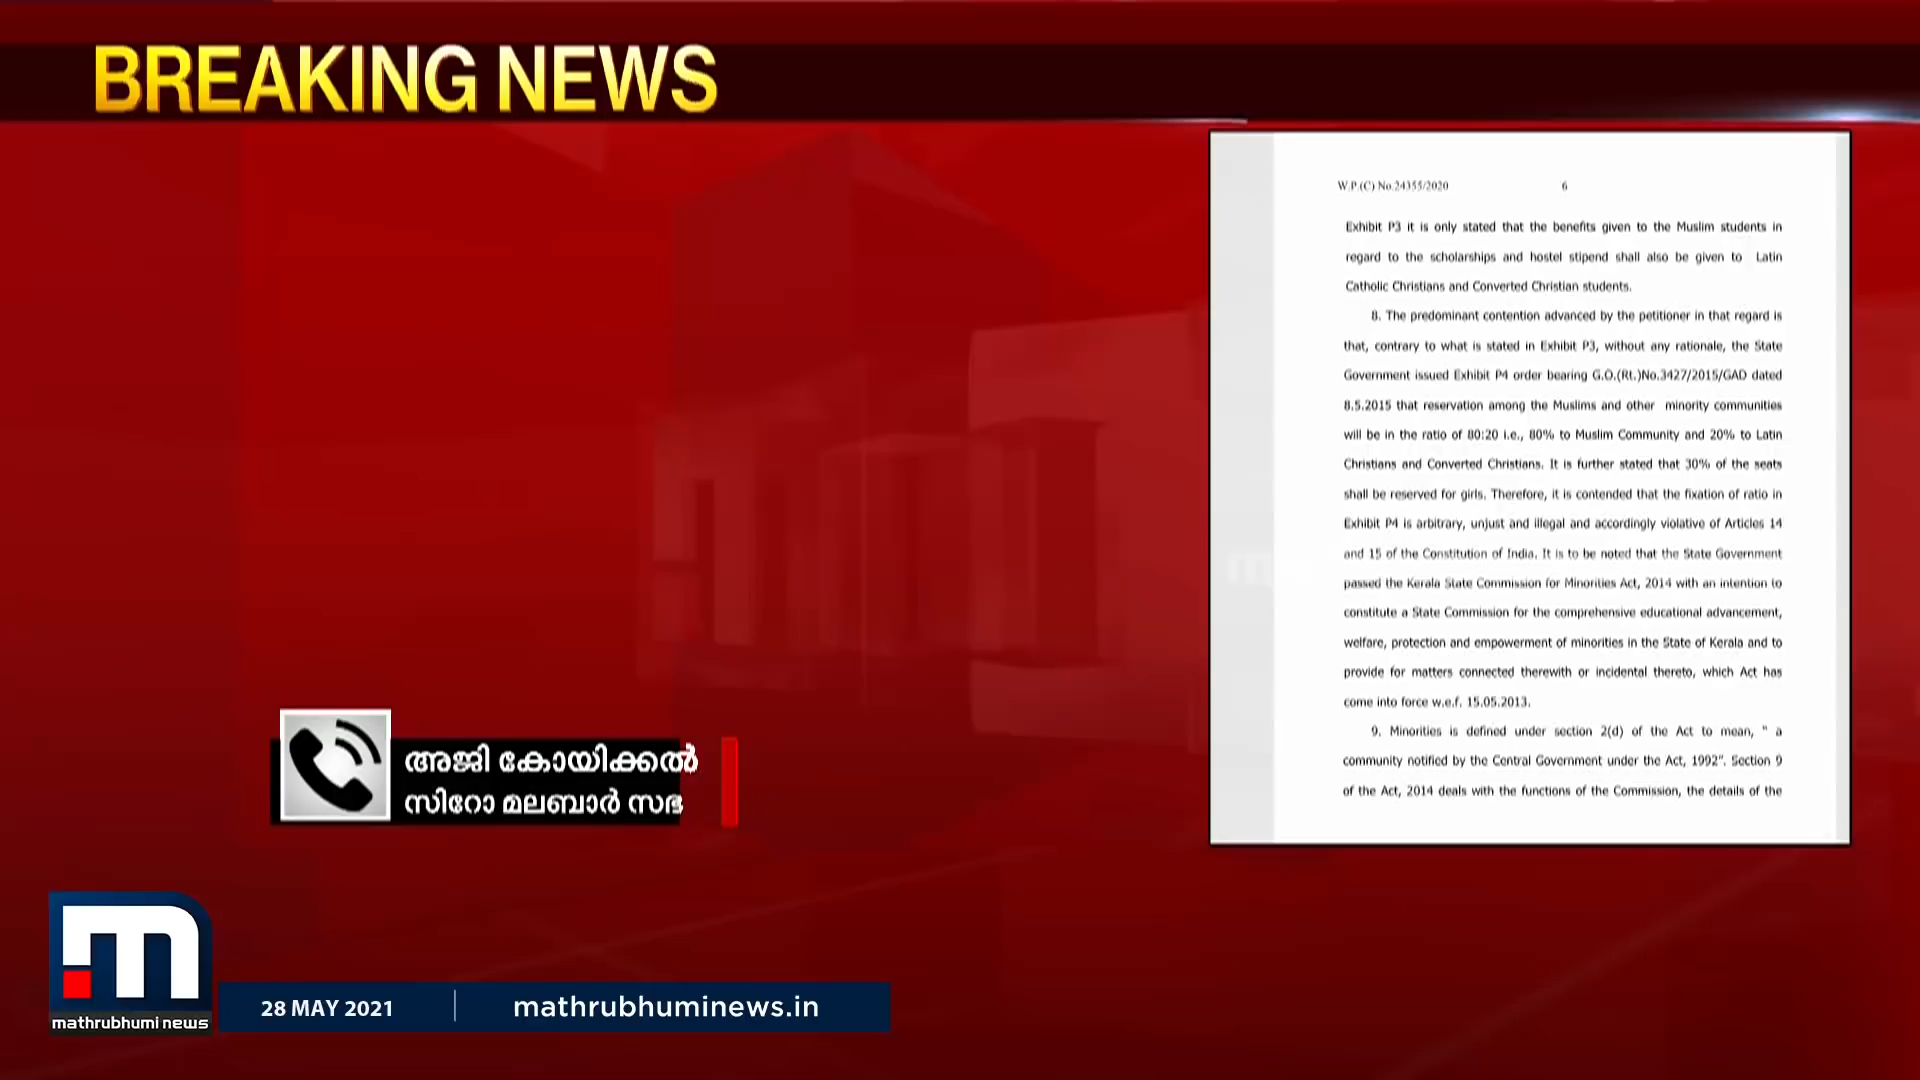 BREAKING NEWS
W.P.(C) No.24355/2020 6
Exhibit P3 it is only stated that the benefits given to the Muslim students in
regard to the scholarships and hostel stipend shall also be given to Latin
Catholic Christians and Converted Christian students.
8. The predominant contention advanced by the petitioner in that regard is
that, contrary to what is stated in Exhibit P3, without any rationale, the State
Government issued Exhibit P4 order bearing G.O.(Rt.)No.3427/2015/GAD dated
8.5.2015 that reservation among the Muslims and other minority communities
will be in the ratio of 80:20 i.e., 80% to Muslim Community and 20% to Latin
Christians and Converted Christians. It is further stated that 30% of the seats
shall be reserved for girls. Therefore, it is contended that the fixation of ratio in
Exhibit P4 is arbitrary, unjust and illegal and accordingly violative of Articles 14
and 15 of the Constitution of India. It is to be noted that the State Government
passed the Kerala State Commission for Minorities Act, 2014 with an intention to
constitute a State Commission for the comprehensive educational advancement,
welfare, protection and empowerment of minorities in the State of Kerala and to
provide for matters connected therewith or incidental thereto, which Act has
come into force w.e.f. 15.05.2013.
9. Minorities is defined under section 2(d) of the Act to mean, " a
community notified by the Central Government under the Act, 1992". Section 9
of the Act, 2014 deals with the functions of the Commission, the details of the
അജി കോയിക്കൽ
സിറോ മലബാർ സഭ
mathrubhumi news
28 MAY 2021
mathrubhuminews.in